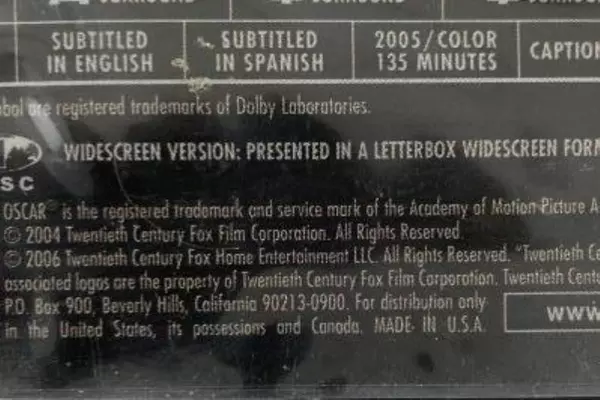 SURROUND SURROUND SURROUND
SUBTITLED IN ENGLISH
SUBTITLED IN SPANISH
2005/COLOR 135 MINUTES
CAPTION
are registered trademarks of Dolby Laboratories.
WIDESCREEN VERSION: PRESENTED IN A LETTERBOX WIDESCREEN FORM
SC
OSCAR® is the registered trademark and service mark of the Academy of Motion Picture A
© 2004 Twentieth Century Fox Film Corporation. All Rights Reserved.
© 2006 Twentieth Century Fox Home Entertainment LLC. All Rights Reserved. "Twentieth C
associated logos are the property of Twentieth Century Fox Film Corporation. Twentieth Cent
P.O. Box 900, Beverly Hills, California 90213-0900. For distribution only
in the United States, its possessions and Canada. MADE IN U.S.A.
www.